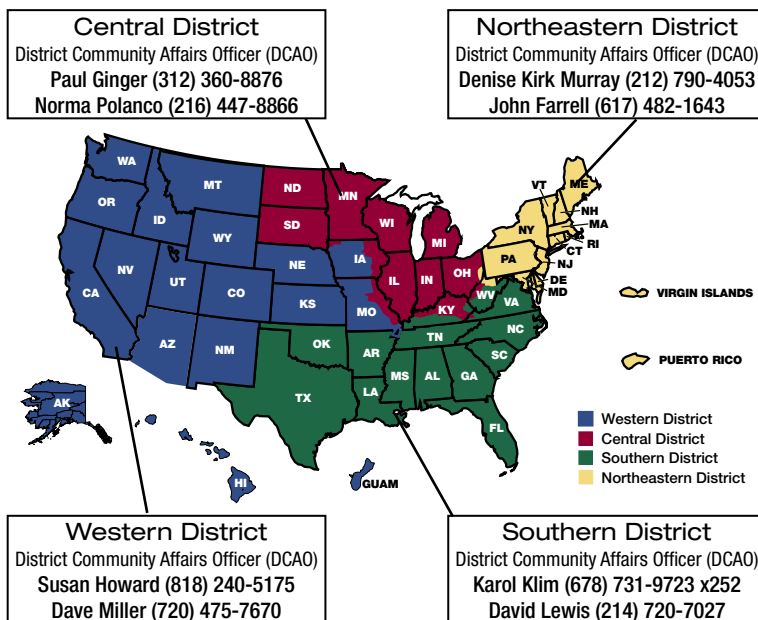 Central District
District Community Affairs Officer (DCAO)
Paul Ginger (312) 360-8876
Norma Polanco (216) 447-8866
Northeastern District
District Community Affairs Officer (DCAO)
Denise Kirk Murray (212) 790-4053
John Farrell (617) 482-1643
WA
OR
ID
MT
WY
NV
UT
CA
AZ
CO
NM
NE
KS
IA
MO
ND
SD
MN
WI
MI
IL
IN
OH
KY
OK
TX
AR
LA
MS
AL
GA
FL
TN
SC
NC
VA
WV
PA
NY
VT
ME
NH
MA
RI
CT
NJ
DE
MD
AK
HI
GUAM
VIRGIN ISLANDS
PUERTO RICO
Western District
Central District
Southern District
Northeastern District
Western District
District Community Affairs Officer (DCAO)
Susan Howard (818) 240-5175
Dave Miller (720) 475-7670
Southern District
District Community Affairs Officer (DCAO)
Karol Klim (678) 731-9723 x252
David Lewis (214) 720-7027